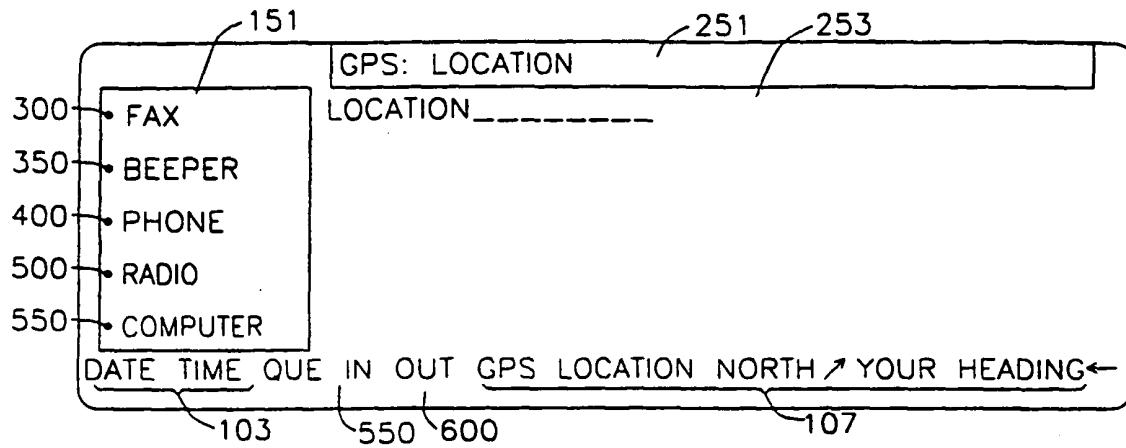 151 251 253
GPS: LOCATION
300 FAX LOCATION________
350 BEEPER
400 PHONE
500 RADIO
550 COMPUTER
DATE TIME QUE IN OUT GPS LOCATION NORTH ↗ YOUR HEADING ←
103 550 600 107